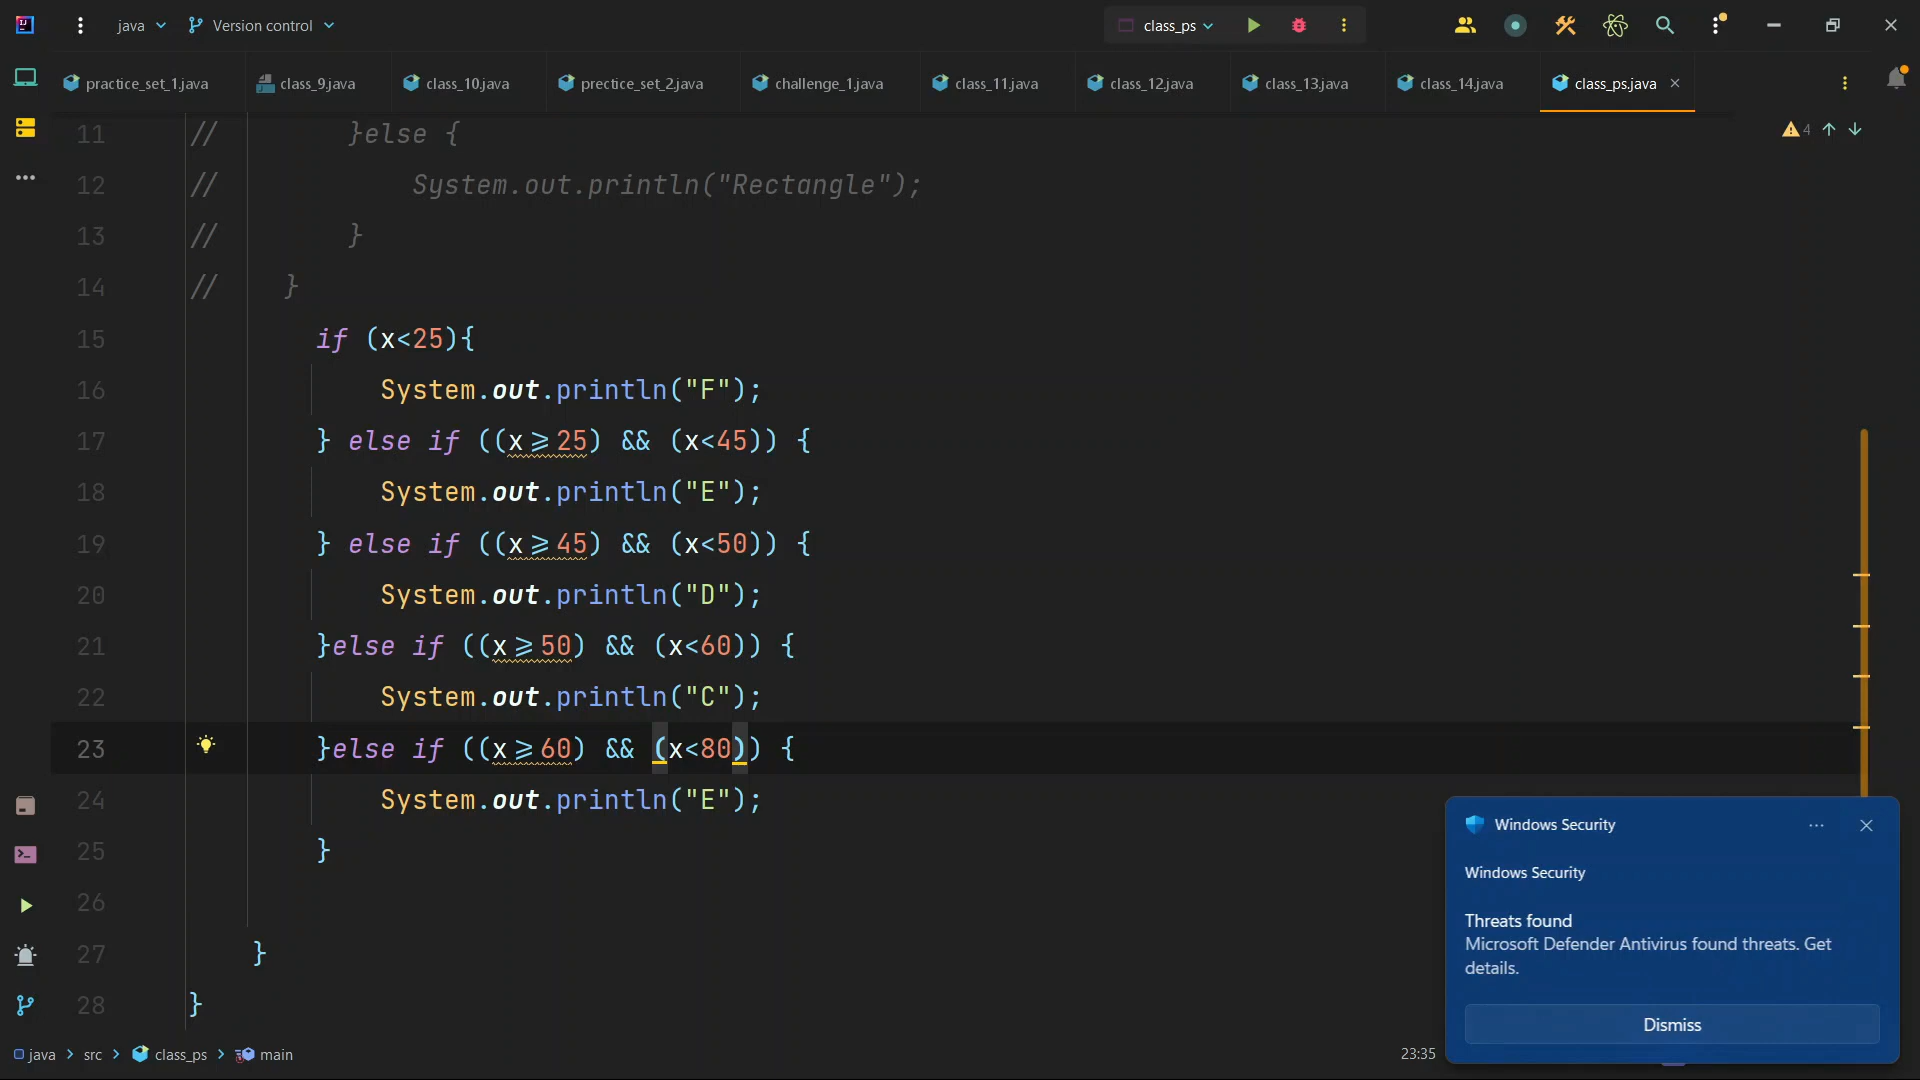 java
Version control
class_ps
practice_set_1.java
class_9.java
class_10.java
prectice_set_2.java
challenge_1.java
class_11.java
class_12.java
class_13.java
class_14.java
class_ps.java
4
11 // }else {
12 // System.out.println("Rectangle");
13 // }
14 // }
15 if (x<25){
16 System.out.println("F");
17 } else if ((x>=25) && (x<45)) {
18 System.out.println("E");
19 } else if ((x>=45) && (x<50)) {
20 System.out.println("D");
21 }else if ((x>=50) && (x<60)) {
22 System.out.println("C");
23 }else if ((x>=60) && (x<80)) {
24 System.out.println("E");
25 }
26
27 }
28 }
Windows Security
Windows Security
Threats found
Microsoft Defender Antivirus found threats. Get
details.
Dismiss
java > src > class_ps > main
23:35